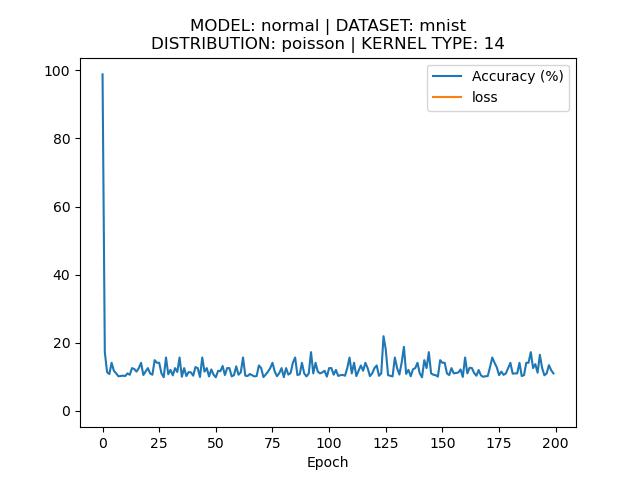 MODEL: normal | DATASET: mnist
DISTRIBUTION: poisson | KERNEL TYPE: 14
Accuracy (%)
loss
100
80
60
40
20
0
0 25 50 75 100 125 150 175 200
Epoch